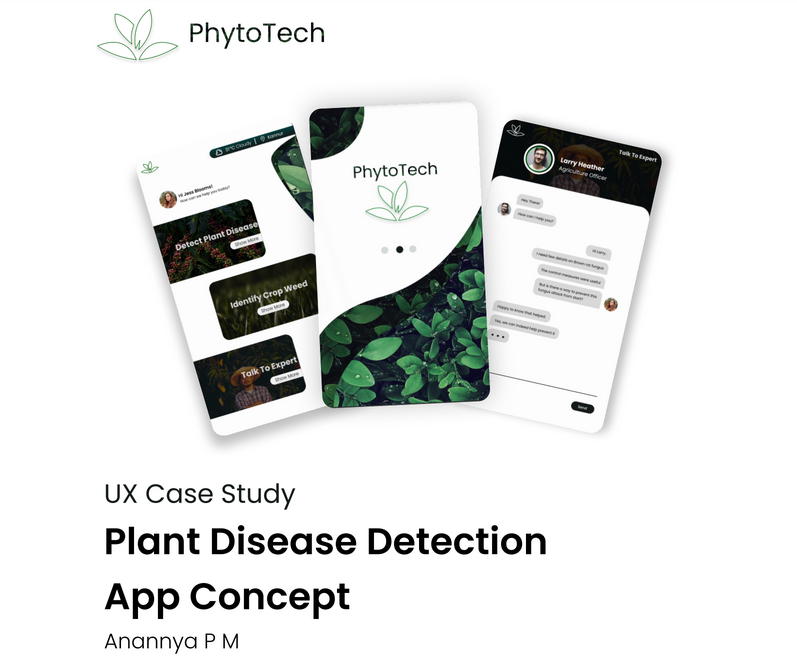 PhytoTech
31°C Cloudy | Kannur
Hi Jess Blooms!
How can we help you today?
Detect Plant Disease
Show More
Identify Crop Weed
Show More
Talk To Expert
Show More
PhytoTech
Talk To Expert
Larry Heather
Agriculture Officer
Hey There!
How can I help you?
Hi Larry,
I need few details on Brown rot fungus
The control measures were useful
But is there a way to prevent this
fungus attack from plant?
Happy to know that helped.
Yes, we can indeed help prevent it
Send
UX Case Study
Plant Disease Detection
App Concept
Anannya P M